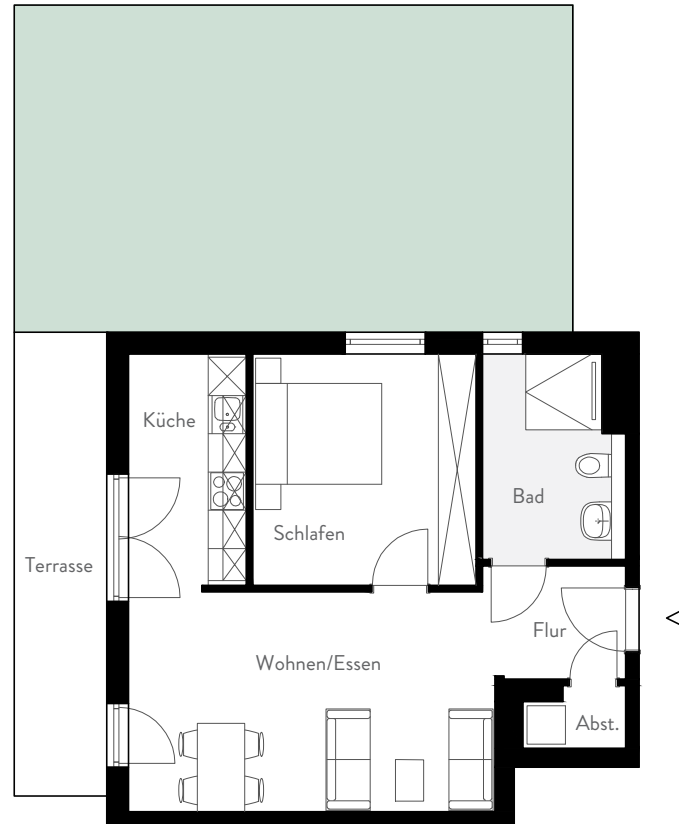 Küche
Bad
Schlafen
Terrasse
Flur
Wohnen/Essen
Abst.